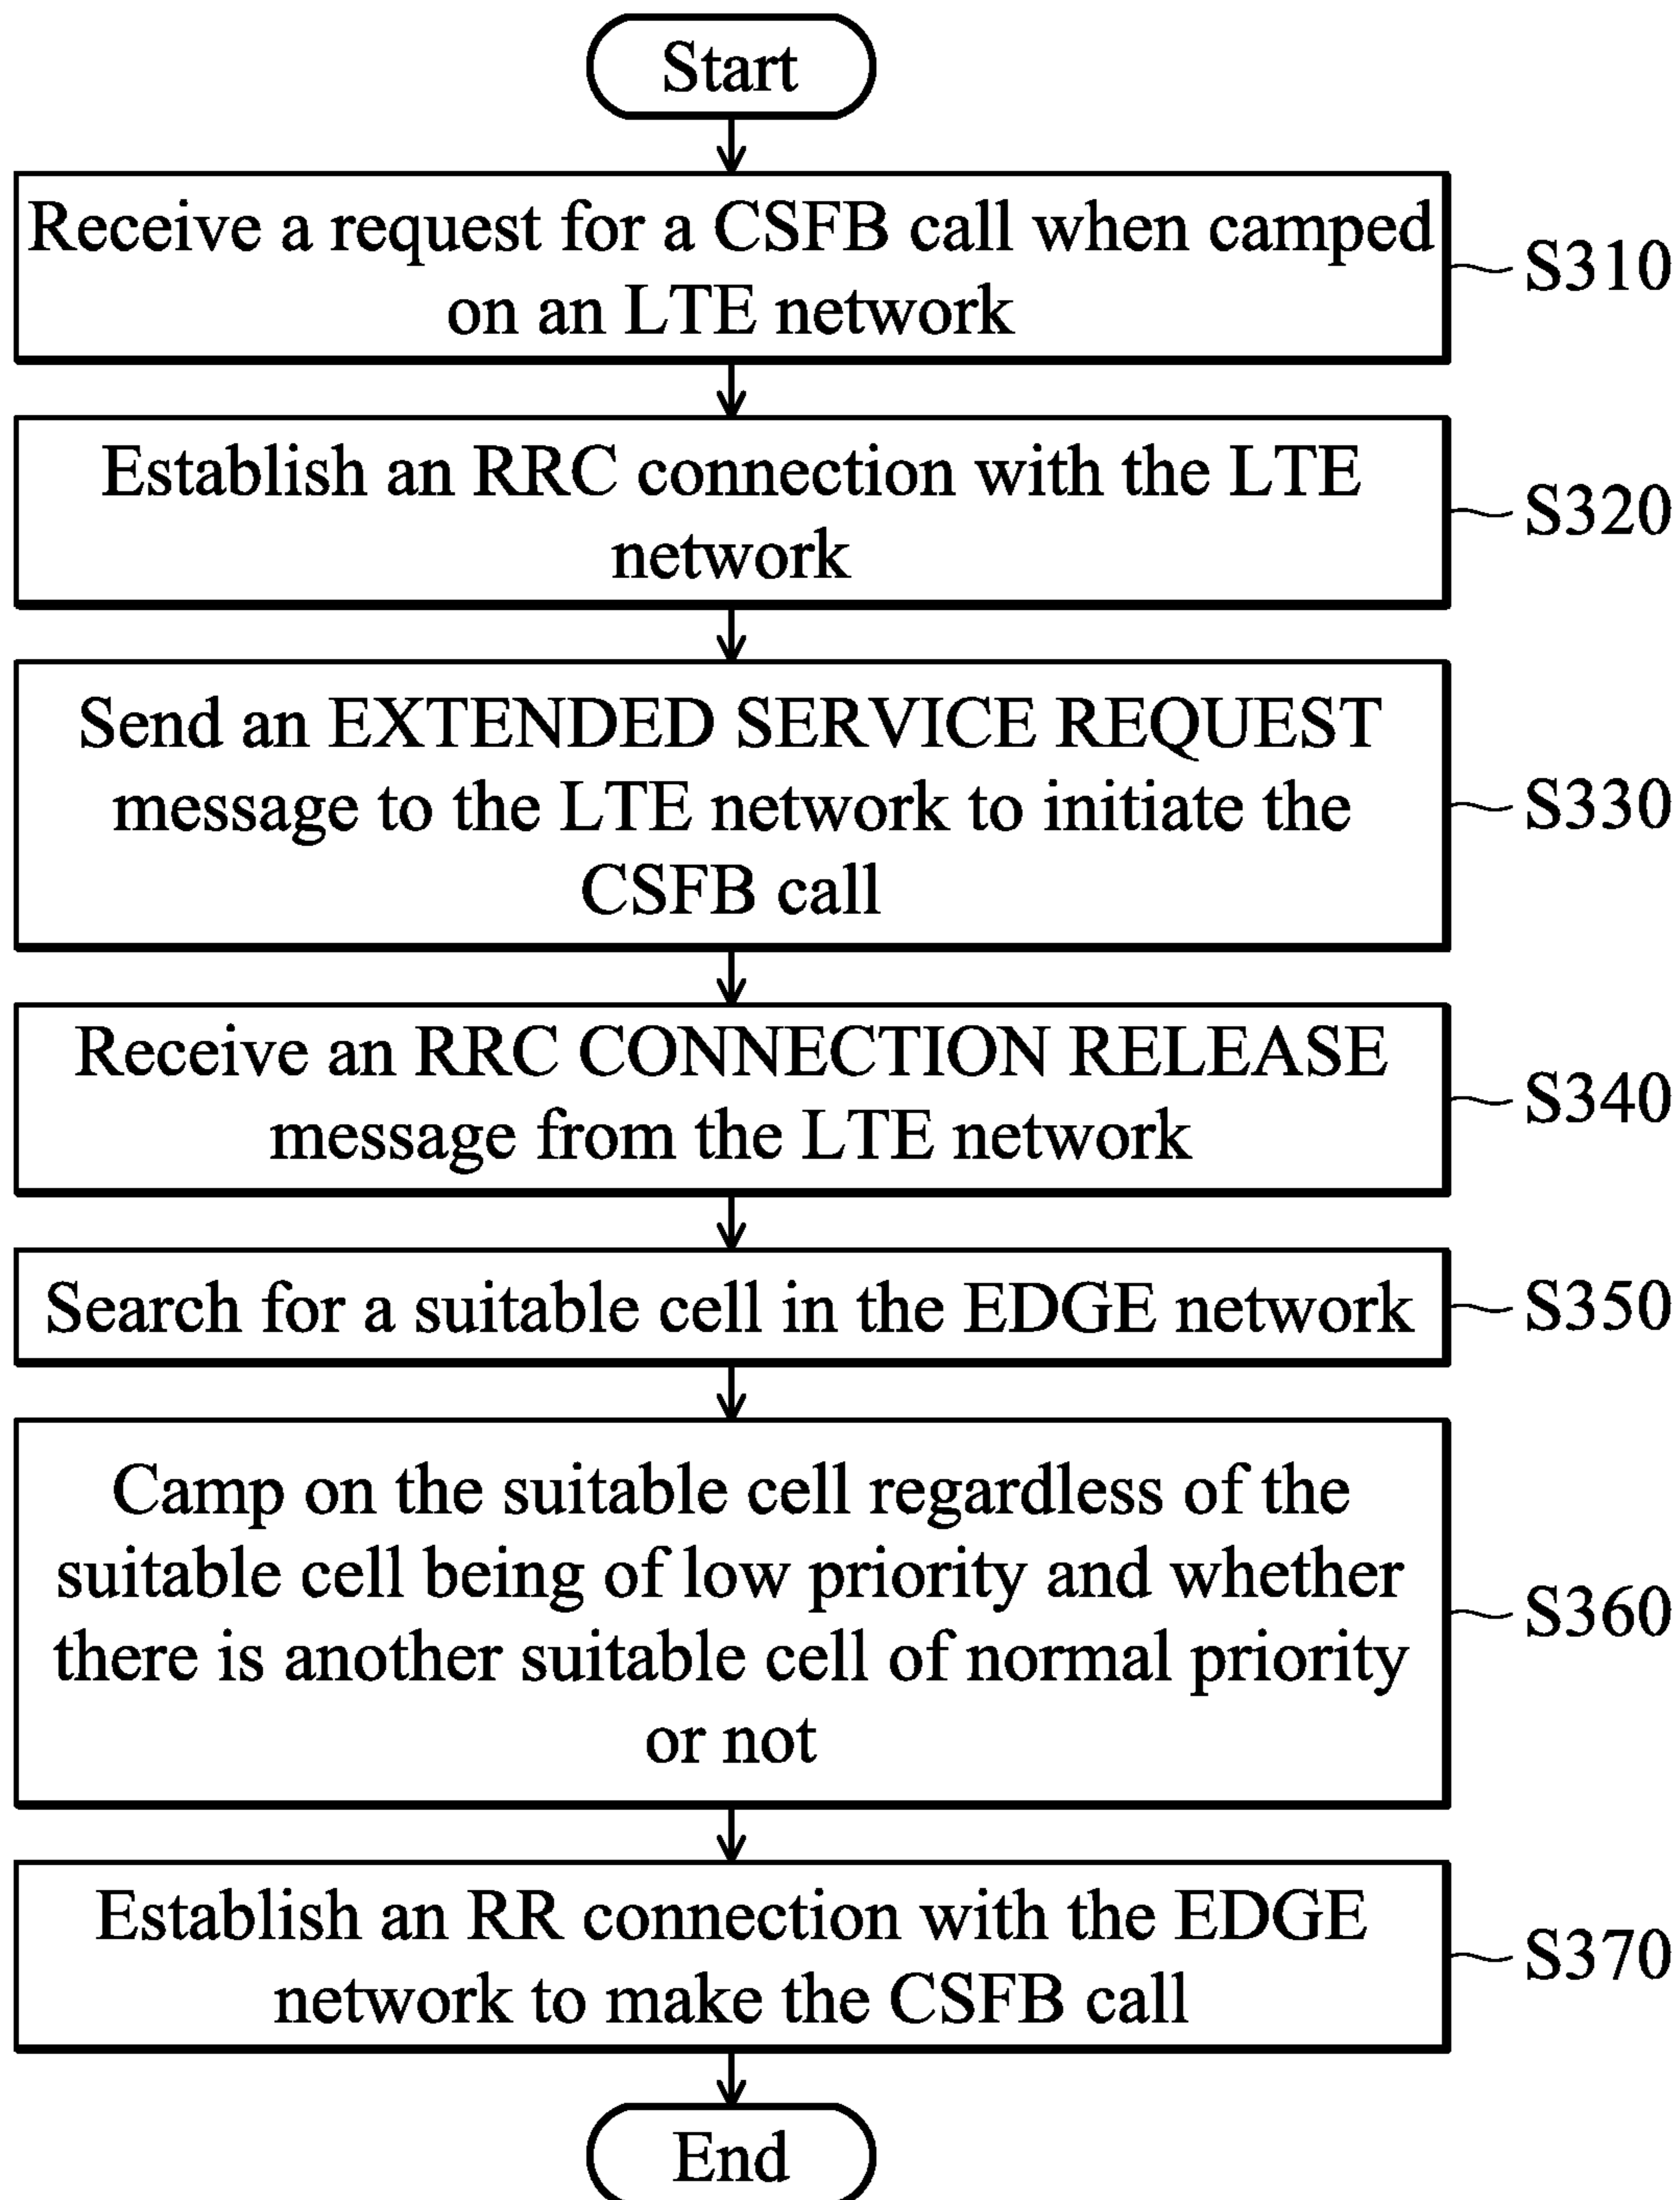 Start
Receive a request for a CSFB call when camped
on an LTE network
S310
Establish an RRC connection with the LTE
network
S320
Send an EXTENDED SERVICE REQUEST
message to the LTE network to initiate the
CSFB call
S330
Receive an RRC CONNECTION RELEASE
message from the LTE network
S340
Search for a suitable cell in the EDGE network
S350
Camp on the suitable cell regardless of the
suitable cell being of low priority and whether
there is another suitable cell of normal priority
or not
S360
Establish an RR connection with the EDGE
network to make the CSFB call
S370
End